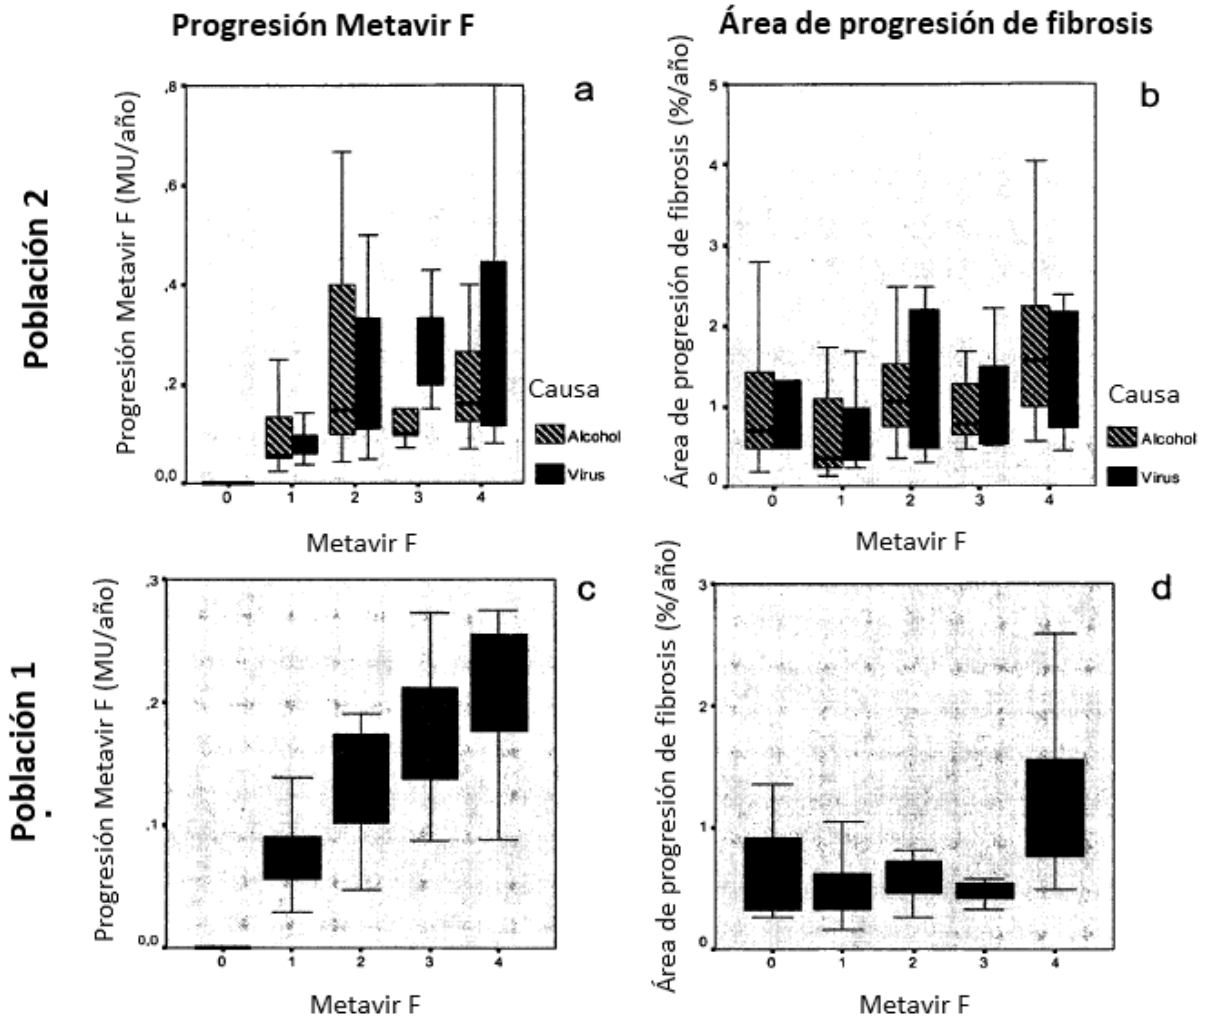 Progresión Metavir F
Área de progresión de fibrosis
Población 2
Progresión Metavir F (MU/año)
,8
,6
,4
,2
0,0
0 1 2 3 4
Metavir F
a
Causa
Alcohol
Virus
Área de progresión de fibrosis (%/año)
5
4
3
2
1
0
0 1 2 3 4
Metavir F
b
Causa
Alcohol
Virus
Población 1
Progresión Metavir F (MU/año)
,3
,2
,1
0,0
0 1 2 3 4
Metavir F
c
Área de progresión de fibrosis (%/año)
3
2
1
0
0 1 2 3 4
Metavir F
d